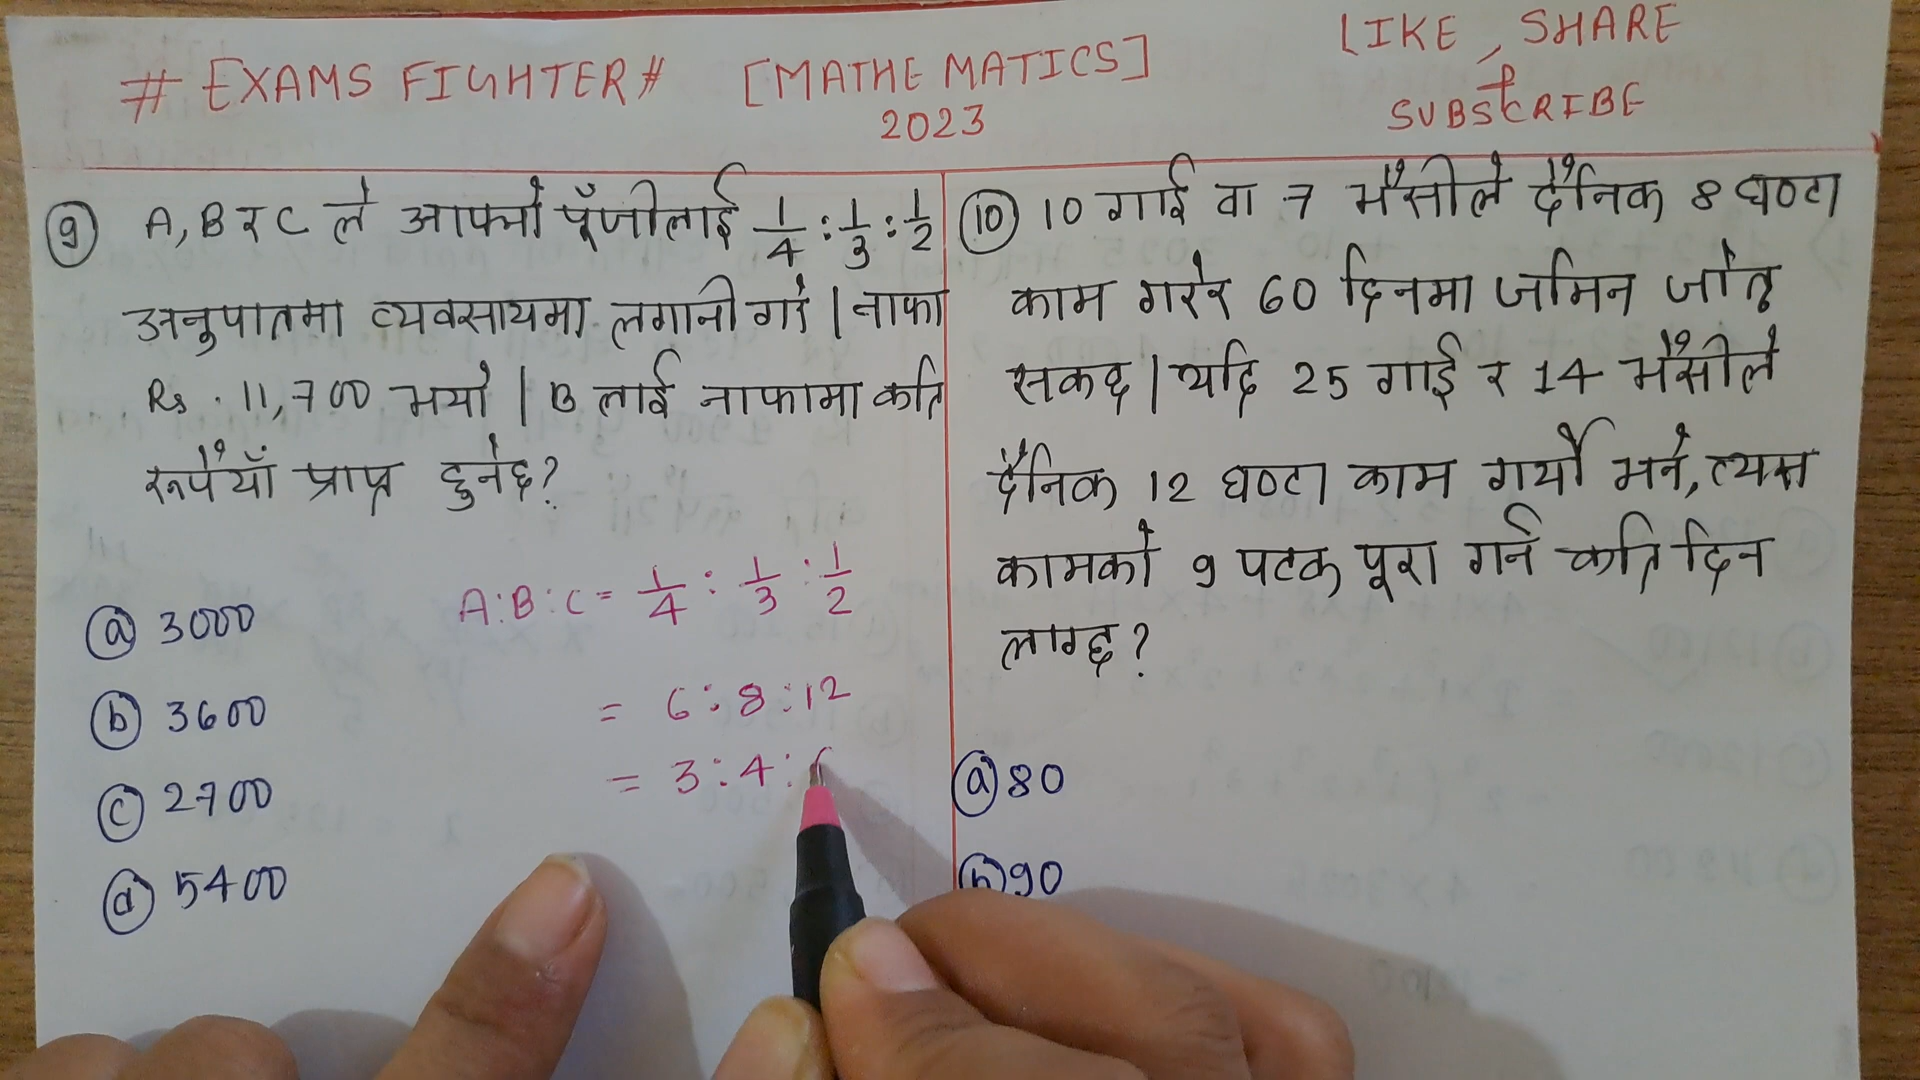 # EXAMS FIGHTER # [MATHEMATICS]
2023
LIKE, SHARE
&
SUBSCRIBE
9 A, B र C ले आफ्नो पूँजीलाई 1/4 : 1/3 : 1/2
अनुपातमा व्यवसायमा लगानी गरे | नाफा
Rs. 11,700 भयो | B लाई नाफामा कति
रूपैयाँ प्राप्त हुनेछ?
a 3000
b 3600
c 2700
d 5400
A:B:C = 1/4 : 1/3 : 1/2
= 6:8:12
= 3:4:
10 10 गाई वा 7 भैंसीले दैनिक 8 घण्टा
काम गरेर 60 दिनमा जमिन जोत्न
सक्छ | यदि 25 गाई र 14 भैंसीले
दैनिक 12 घण्टा काम गर्यो भने, त्यस
कामको 9 पटक पूरा गर्न कति दिन
लाग्छ?
a 80
b 90